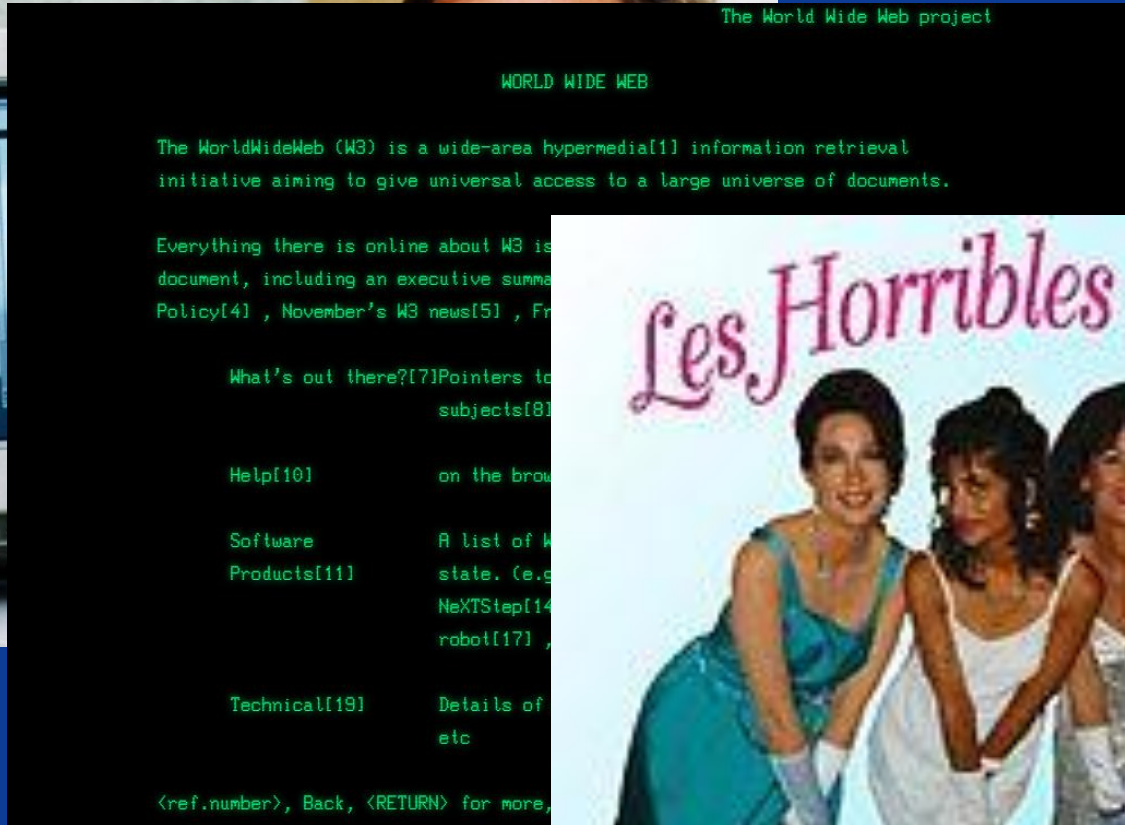 The World Wide Web project
WORLD WIDE WEB
The WorldWideWeb (W3) is a wide-area hypermedia[1] information retrieval
initiative aiming to give universal access to a large universe of documents.
Everything there is online about W3 is
document, including an executive summa
Policy[4] , November's W3 news[5] , Fr
What's out there?[7]Pointers to
subjects[8]
Help[10] on the brow
Software A list of W
Products[11] state. (e.g
NeXTStep[14
robot[17] ,
Technical[19] Details of
etc
<ref.number>, Back, <RETURN> for more,
Les Horribles